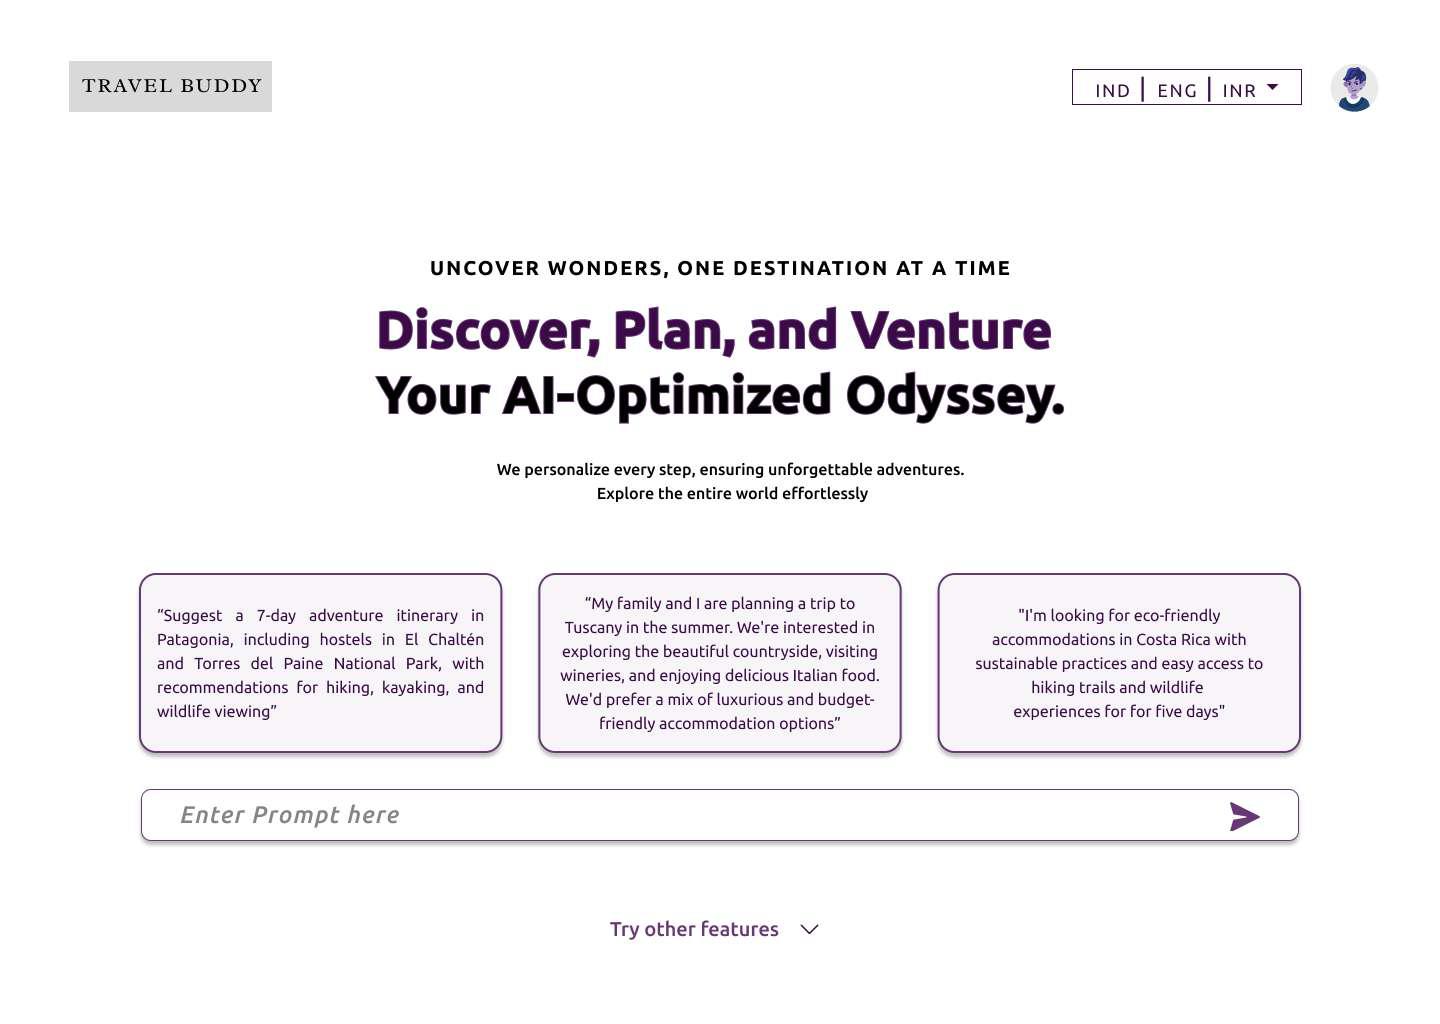 TRAVEL BUDDY
IND | ENG | INR
UNCOVER WONDERS, ONE DESTINATION AT A TIME
Discover, Plan, and Venture
Your AI-Optimized Odyssey.
We personalize every step, ensuring unforgettable adventures.
Explore the entire world effortlessly
“Suggest a 7-day adventure itinerary in
Patagonia, including hostels in El Chaltén
and Torres del Paine National Park, with
recommendations for hiking, kayaking, and
wildlife viewing”
“My family and I are planning a trip to
Tuscany in the summer. We're interested in
exploring the beautiful countryside, visiting
wineries, and enjoying delicious Italian food.
We'd prefer a mix of luxurious and budget-
friendly accommodation options”
"I'm looking for eco-friendly
accommodations in Costa Rica with
sustainable practices and easy access to
hiking trails and wildlife
experiences for for five days"
Enter Prompt here
Try other features